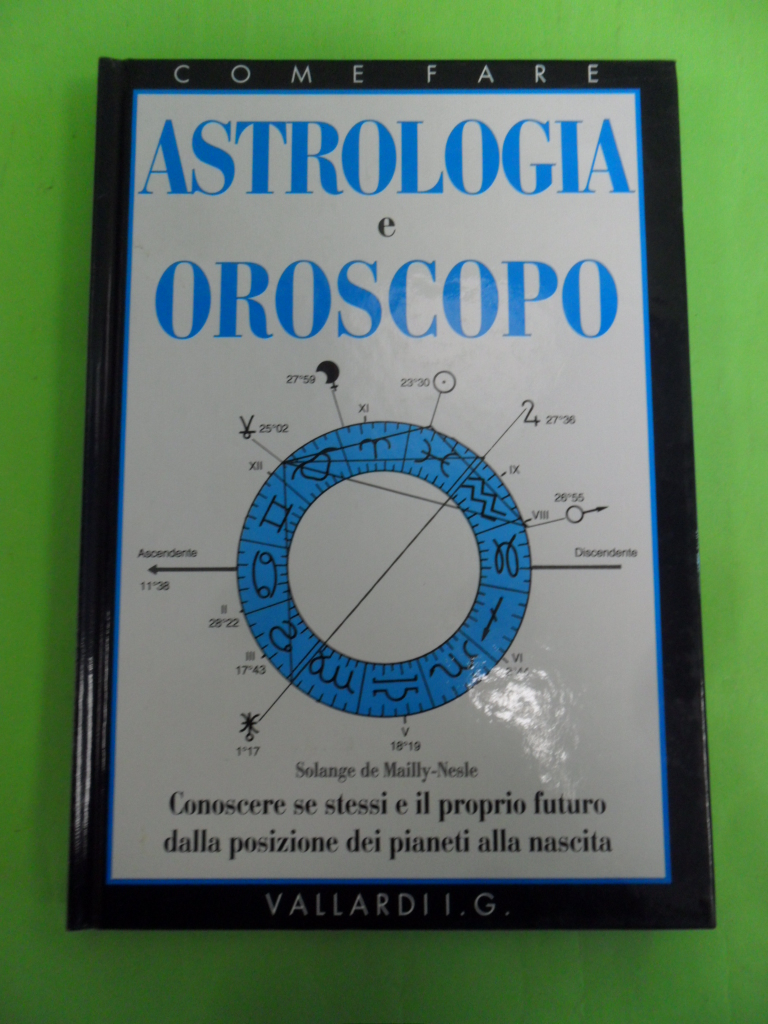 COME FARE
ASTROLOGIA
e
OROSCOPO
27°59
23°30
XI
27°36
25°02
XII
IX
26°55
VIII
Ascendente
Discendente
11°38
II
28°22
III
17°43
VI
V
18°19
1°17
Solange de Mailly-Nesle
Conoscere se stessi e il proprio futuro
dalla posizione dei pianeti alla nascita
VALLARDI I.G.